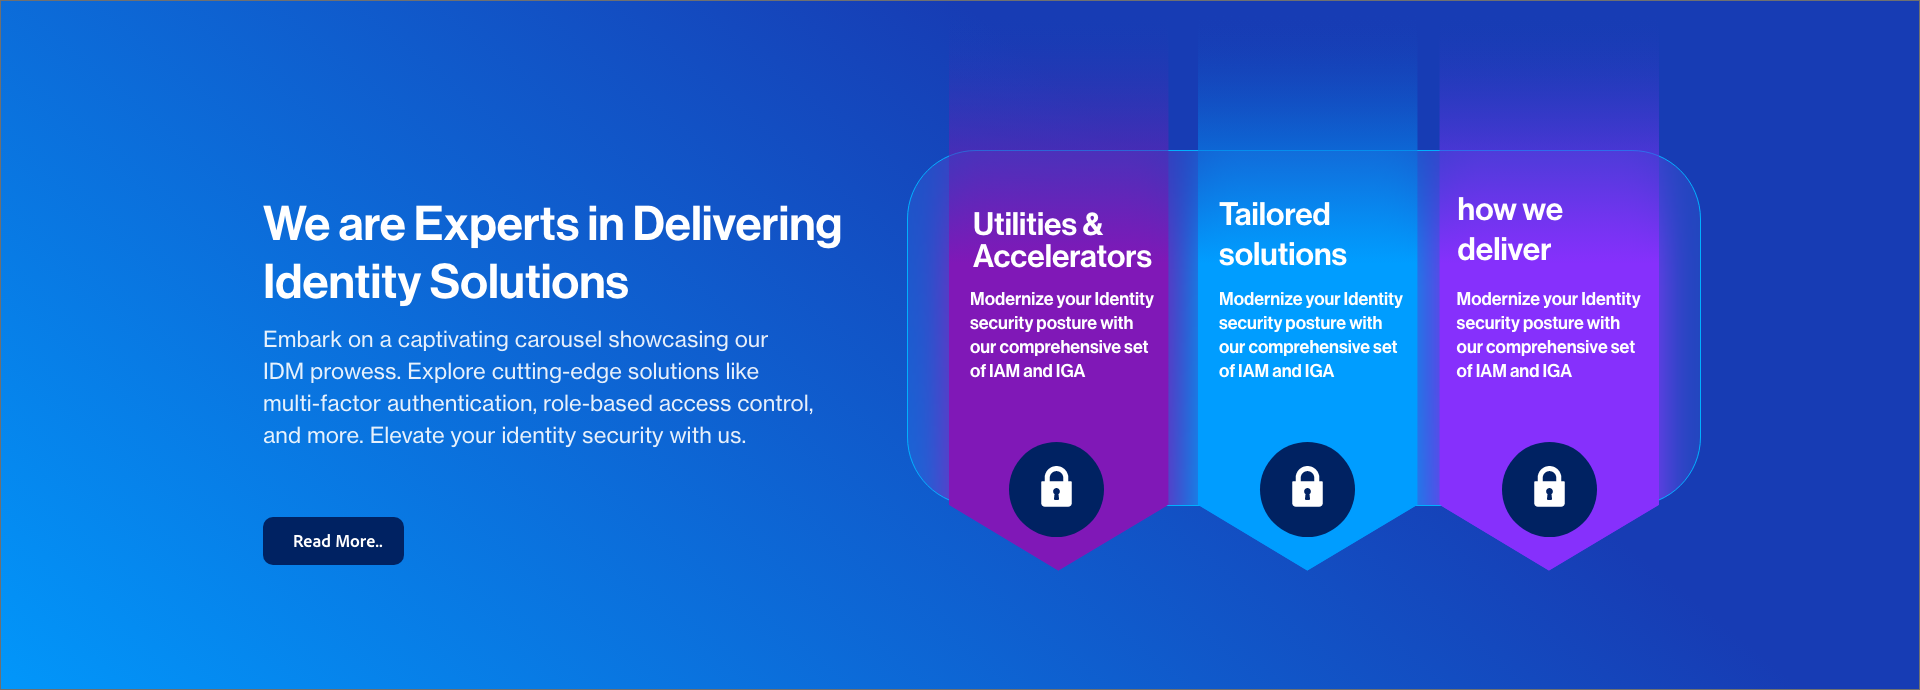 We are Experts in Delivering
Identity Solutions
Embark on a captivating carousel showcasing our
IDM prowess. Explore cutting-edge solutions like
multi-factor authentication, role-based access control,
and more. Elevate your identity security with us.
Read More..
Utilities &
Accelerators
Modernize your Identity
security posture with
our comprehensive set
of IAM and IGA
Tailored
solutions
Modernize your Identity
security posture with
our comprehensive set
of IAM and IGA
how we
deliver
Modernize your Identity
security posture with
our comprehensive set
of IAM and IGA